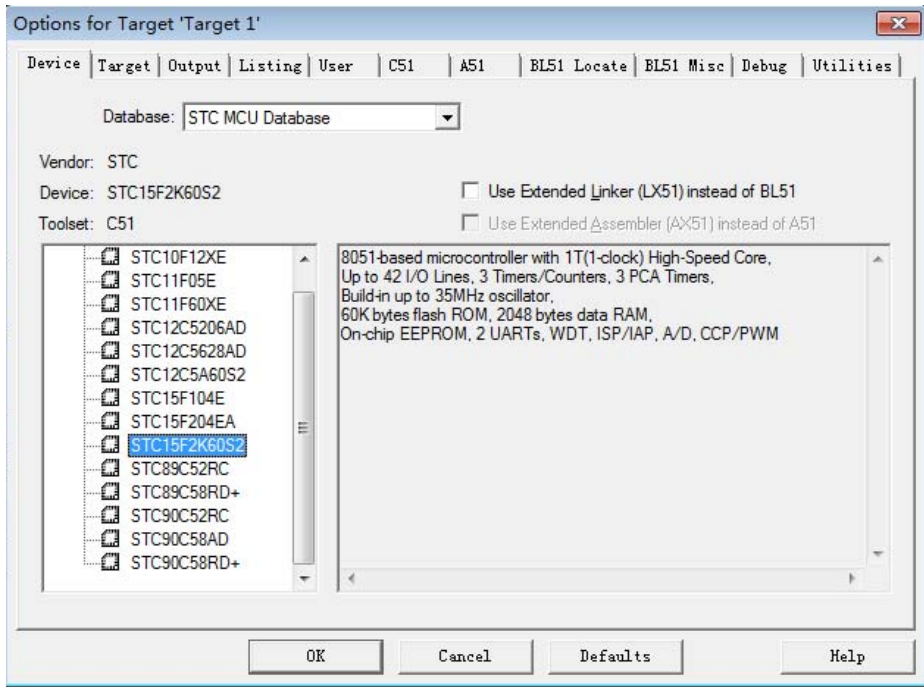 Options for Target 'Target 1'
Device Target Output Listing User C51 A51 BL51 Locate BL51 Misc Debug Utilities
Database: STC MCU Database
Vendor: STC
Device: STC15F2K60S2
Use Extended Linker (LX51) instead of BL51
Toolset: C51
Use Extended Assembler (AX51) instead of A51
STC10F12XE
STC11F05E
STC11F60XE
STC12C5206AD
STC12C5628AD
STC12C5A60S2
STC15F104E
STC15F204EA
STC15F2K60S2
STC89C52RC
STC89C58RD+
STC90C52RC
STC90C58AD
STC90C58RD+
8051-based microcontroller with 1T(1-clock) High-Speed Core,
Up to 42 I/O Lines, 3 Timers/Counters, 3 PCA Timers,
Build-in up to 35MHz oscillator,
60K bytes flash ROM, 2048 bytes data RAM,
On-chip EEPROM, 2 UARTs, WDT, ISP/IAP, A/D, CCP/PWM
OK Cancel Defaults Help